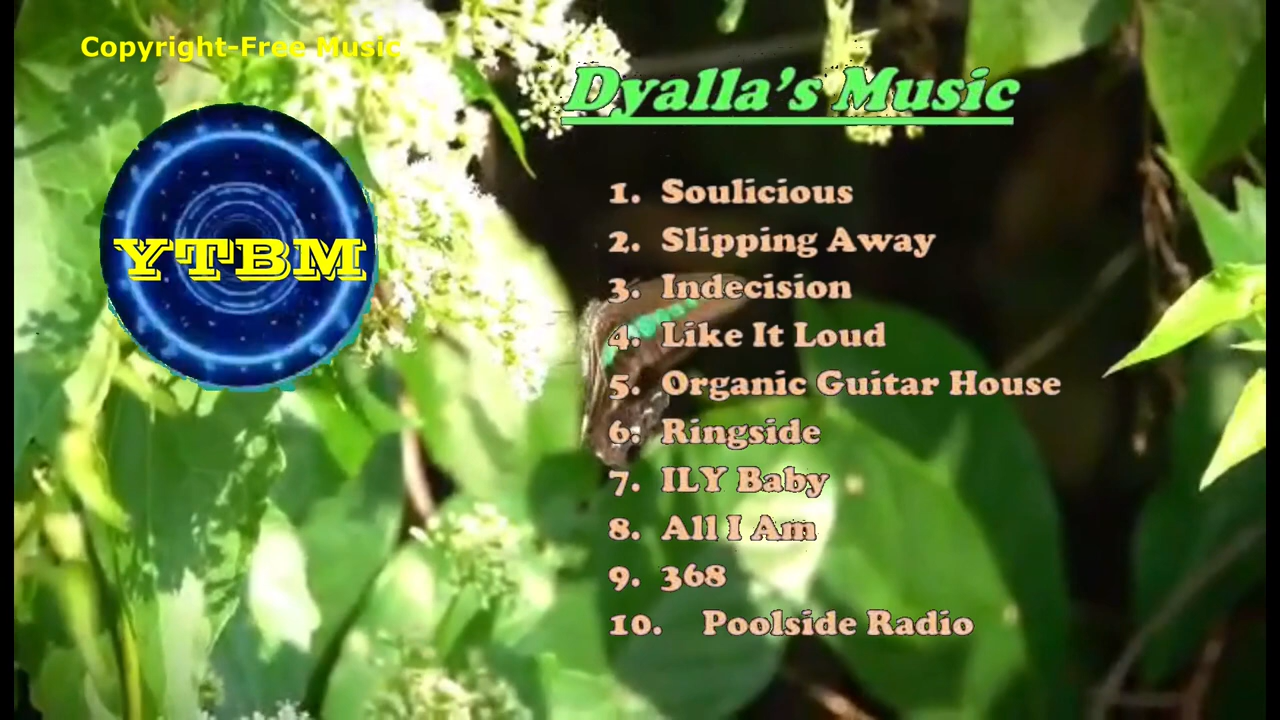 Copyright-Free Music
Dyalla's Music
YTBM
1. Soulicious
2. Slipping Away
3. Indecision
4. Like It Loud
5. Organic Guitar House
6. Ringside
7. ILY Baby
8. All I Am
9. 368
10. Poolside Radio